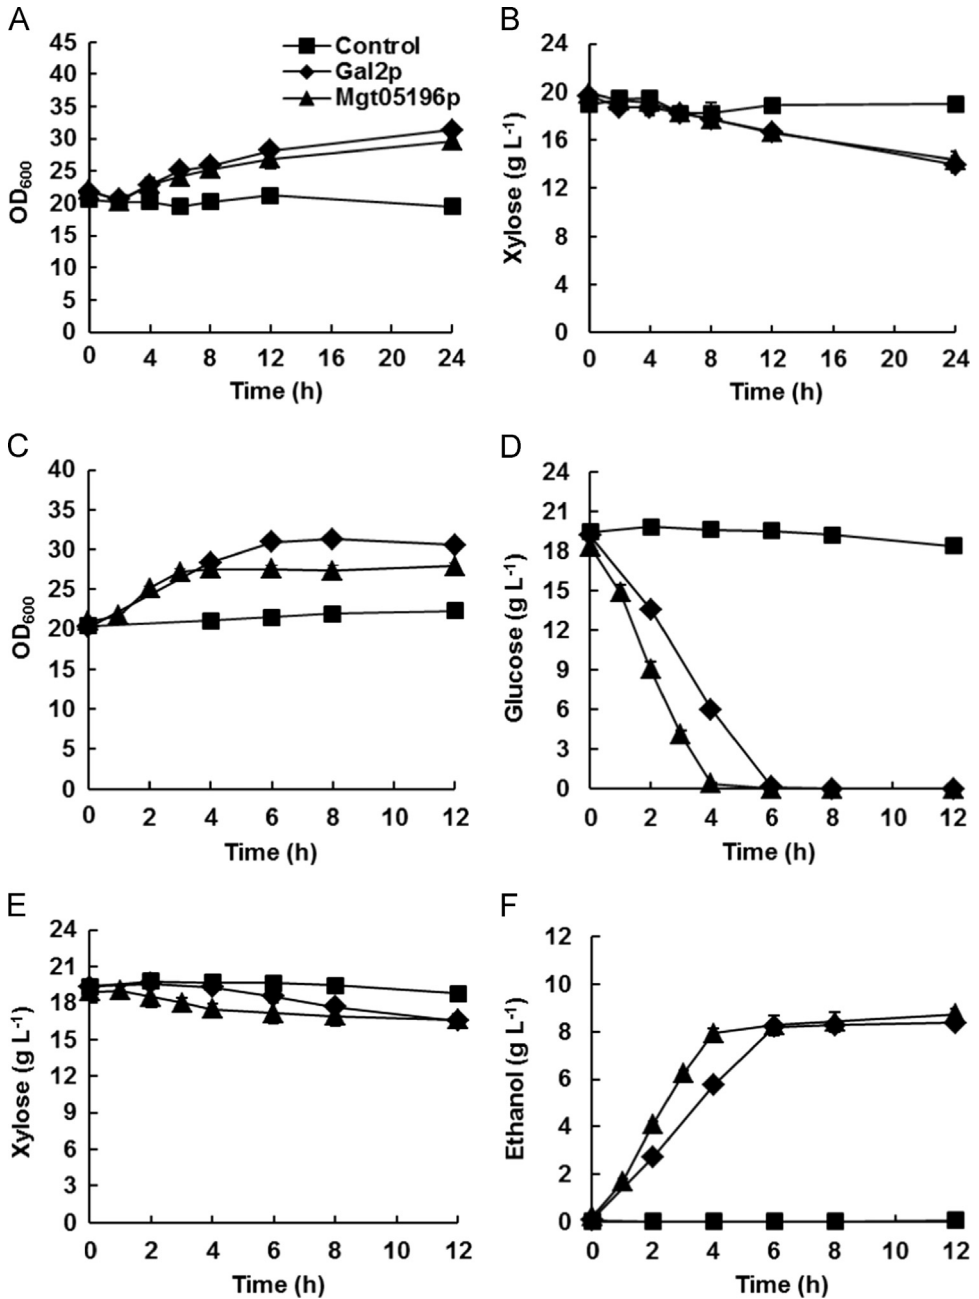 A
45
40
35
30
25
20
15
10
5
0
OD600
0 4 8 12 16 20 24
Time (h)
Control
Gal2p
Mgt05196p
B
24
20
16
12
8
4
0
Xylose (g L-1)
0 4 8 12 16 20 24
Time (h)
C
40
35
30
25
20
15
10
5
0
OD600
0 2 4 6 8 10 12
Time (h)
D
24
21
18
15
12
9
6
3
0
Glucose (g L-1)
0 2 4 6 8 10 12
Time (h)
E
24
21
18
15
12
9
6
3
0
Xylose (g L-1)
0 2 4 6 8 10 12
Time (h)
F
12
10
8
6
4
2
0
Ethanol (g L-1)
0 2 4 6 8 10 12
Time (h)